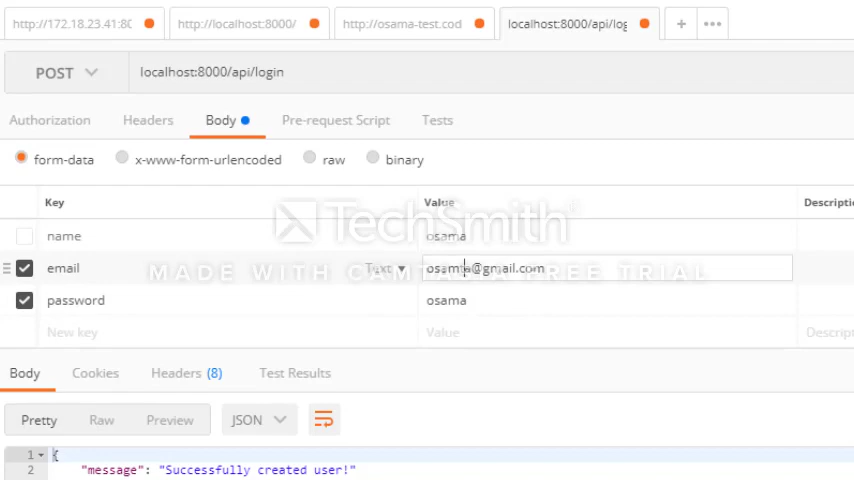 http://172.18.23.41:80 http://localhost:8000/ http://osama-test.cod localhost:8000/api/log + •••
POST localhost:8000/api/login
Authorization Headers Body Pre-request Script Tests
form-data x-www-form-urlencoded raw binary
Key Value Descriptio
TechSmith
name osama
email Text osamta@gmail.com
MADE WITH CAMTASIA FREE TRIAL
password osama
New key Value Descript
Body Cookies Headers (8) Test Results
Pretty Raw Preview JSON
1 {
2 "message": "Successfully created user!"